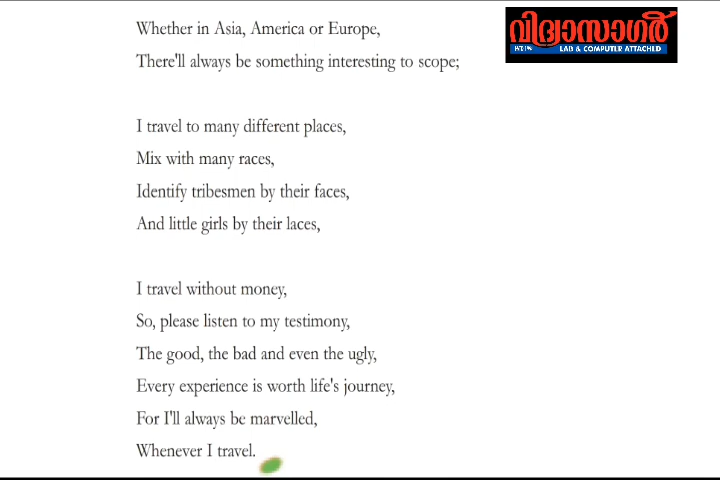 Whether in Asia, America or Europe,
There'll always be something interesting to scope;
I travel to many different places,
Mix with many races,
Identify tribesmen by their faces,
And little girls by their laces,
I travel without money,
So, please listen to my testimony,
The good, the bad and even the ugly,
Every experience is worth life's journey,
For I'll always be marvelled,
Whenever I travel.
വിദ്യാസാഗർ
LAB & COMPUTER ATTACHED